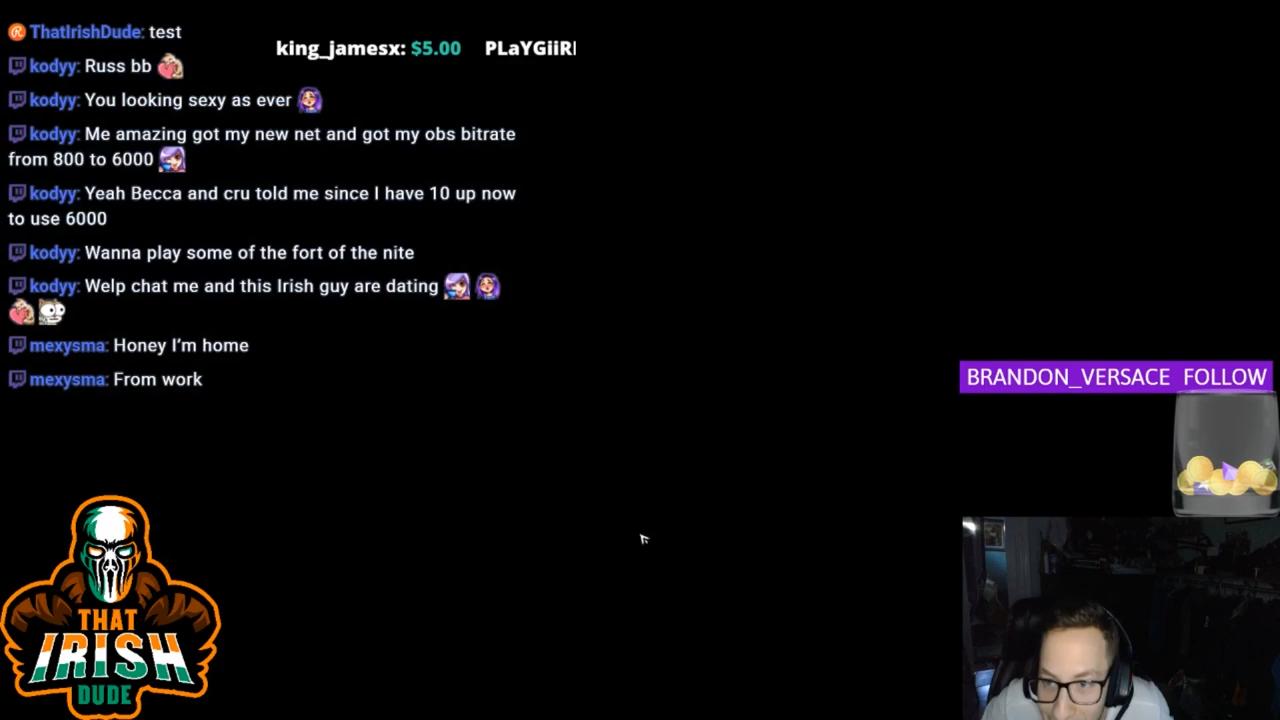 ThatIrishDude: test
king_jamesx: $5.00 PLaYGiiR
kodyy: Russ bb
kodyy: You looking sexy as ever
kodyy: Me amazing got my new net and got my obs bitrate
from 800 to 6000
kodyy: Yeah Becca and cru told me since I have 10 up now
to use 6000
kodyy: Wanna play some of the fort of the nite
kodyy: Welp chat me and this Irish guy are dating
mexysma: Honey I’m home
mexysma: From work
BRANDON_VERSACE FOLLOW
THAT
IRISH
DUDE